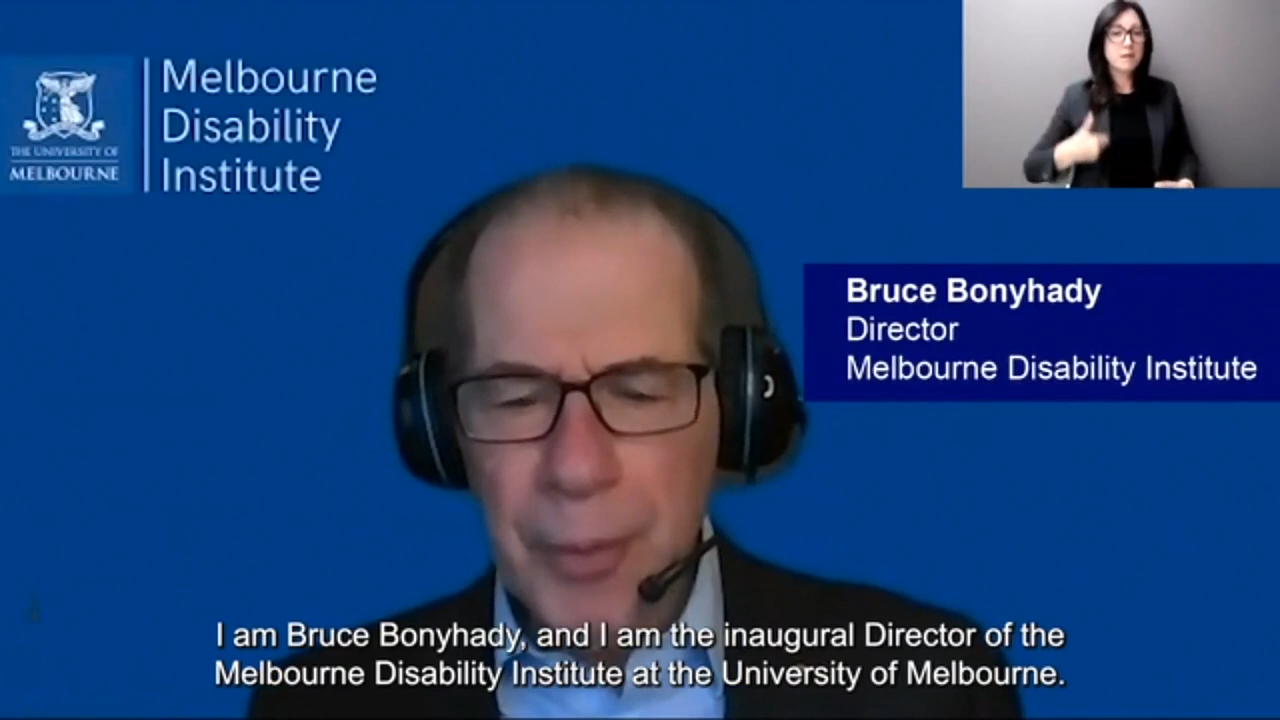 THE UNIVERSITY OF
MELBOURNE
Melbourne
Disability
Institute
Bruce Bonyhady
Director
Melbourne Disability Institute
I am Bruce Bonyhady, and I am the inaugural Director of the
Melbourne Disability Institute at the University of Melbourne.